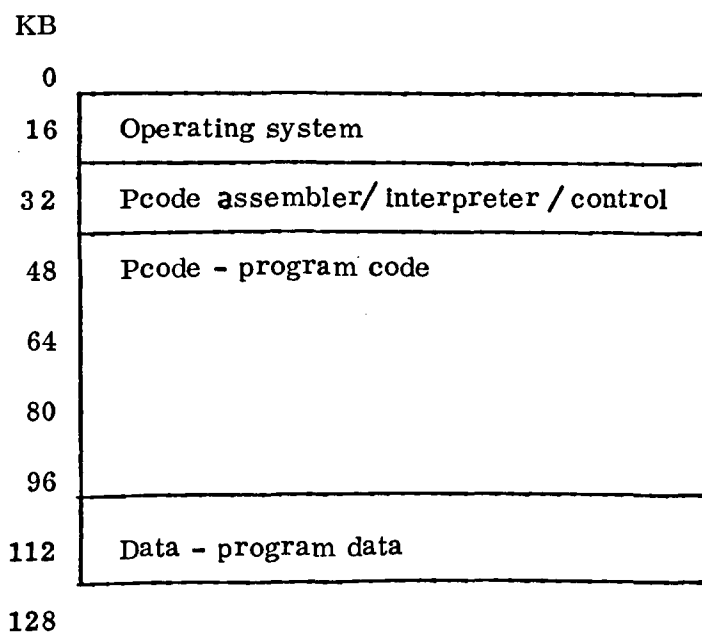 KB
0
16 Operating system
32 Pcode assembler/ interpreter / control
48 Pcode - program code
64
80
96
112 Data - program data
128